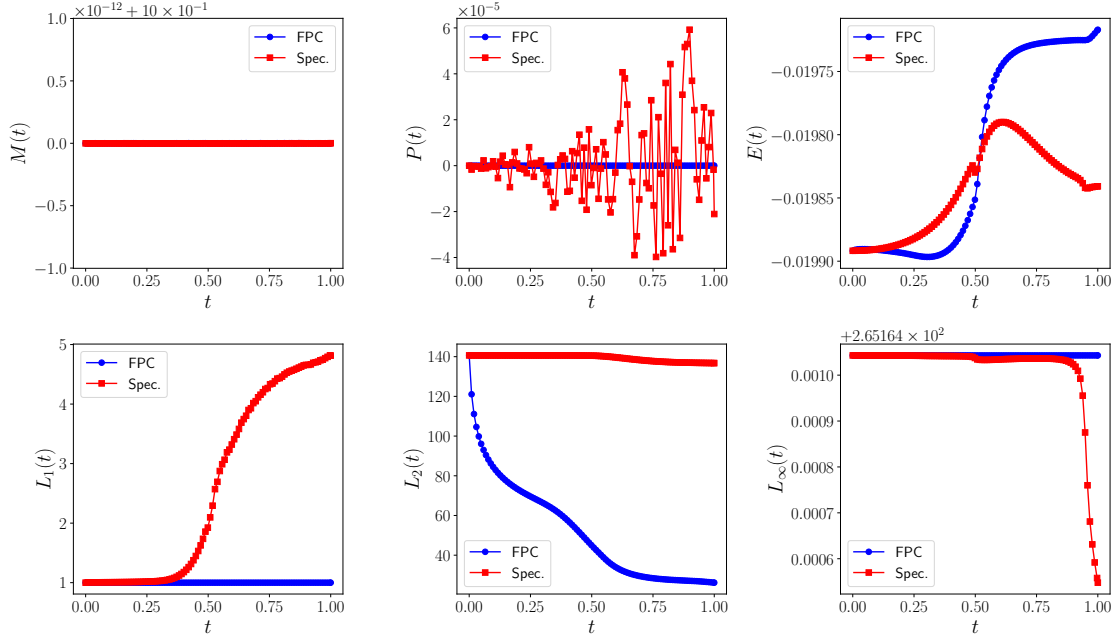 ×10⁻¹² + 10 × 10⁻¹
1.0
0.5
0.0
−0.5
−1.0
M(t)
FPC
Spec.
0.00 0.25 0.50 0.75 1.00
t
×10⁻⁵
6
4
2
0
−2
−4
P(t)
FPC
Spec.
0.00 0.25 0.50 0.75 1.00
t
−0.01975
−0.01980
−0.01985
−0.01990
E(t)
FPC
Spec.
0.00 0.25 0.50 0.75 1.00
t
5
4
3
2
1
L₁(t)
FPC
Spec.
0.00 0.25 0.50 0.75 1.00
t
140
120
100
80
60
40
L₂(t)
FPC
Spec.
0.00 0.25 0.50 0.75 1.00
t
+2.65164 × 10²
0.0010
0.0009
0.0008
0.0007
0.0006
L∞(t)
FPC
Spec.
0.00 0.25 0.50 0.75 1.00
t